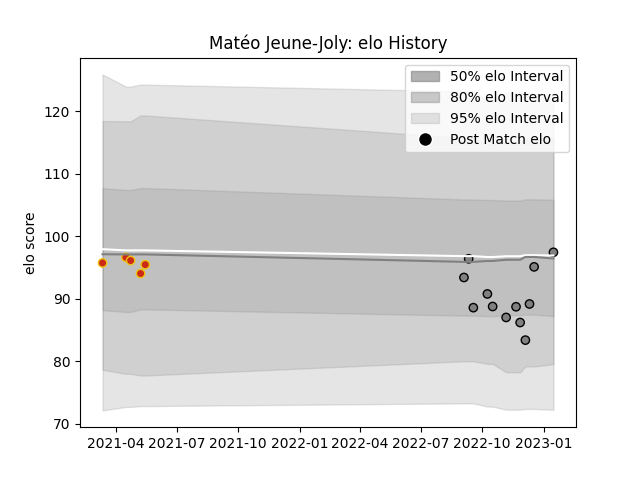 Matéo Jeune-Joly: elo History
50% elo Interval
80% elo Interval
95% elo Interval
Post Match elo
elo score
120
110
100
90
80
70
2021-04 2021-07 2021-10 2022-01 2022-04 2022-07 2022-10 2023-01